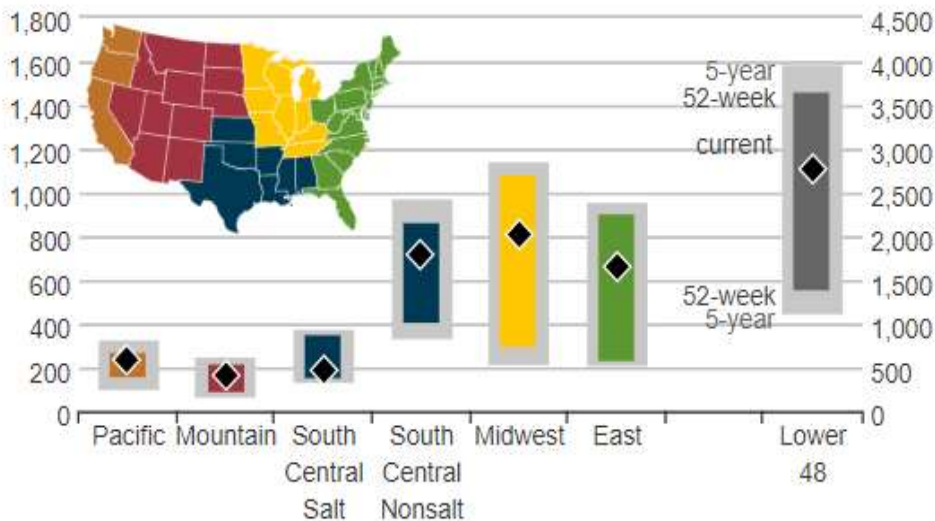 1,800 4,500
1,600 5-year 4,000
1,400 52-week 3,500
1,200 current 3,000
1,000 2,500
800 2,000
600 52-week 1,500
400 5-year 1,000
200 500
0 0
Pacific Mountain South South Midwest East Lower
Central Central 48
Salt Nonsalt